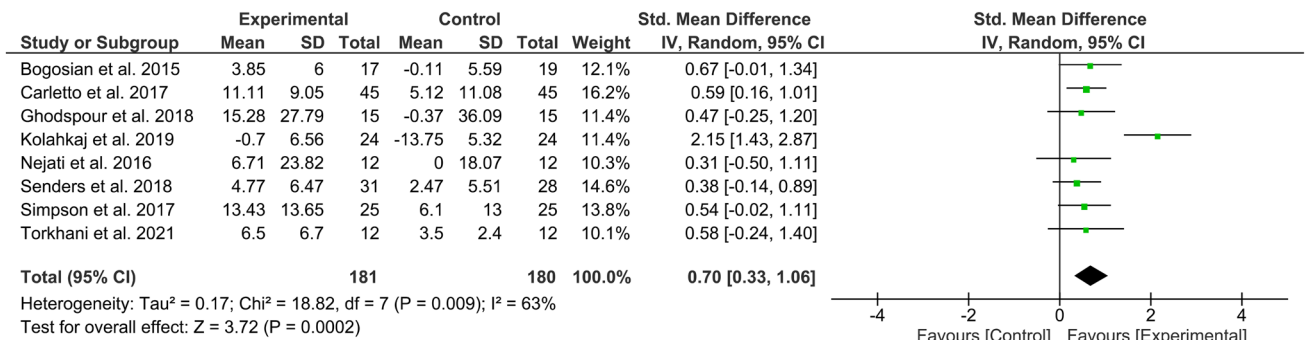 Experimental Control Std. Mean Difference Std. Mean Difference
Study or Subgroup Mean SD Total Mean SD Total Weight IV, Random, 95% CI IV, Random, 95% CI
Bogosian et al. 2015 3.85 6 17 -0.11 5.59 19 12.1% 0.67 [-0.01, 1.34]
Carletto et al. 2017 11.11 9.05 45 5.12 11.08 45 16.2% 0.59 [0.16, 1.01]
Ghodspour et al. 2018 15.28 27.79 15 -0.37 36.09 15 11.4% 0.47 [-0.25, 1.20]
Kolahkaj et al. 2019 -0.7 6.56 24 -13.75 5.32 24 11.4% 2.15 [1.43, 2.87]
Nejati et al. 2016 6.71 23.82 12 0 18.07 12 10.3% 0.31 [-0.50, 1.11]
Senders et al. 2018 4.77 6.47 31 2.47 5.51 28 14.6% 0.38 [-0.14, 0.89]
Simpson et al. 2017 13.43 13.65 25 6.1 13 25 13.8% 0.54 [-0.02, 1.11]
Torkhani et al. 2021 6.5 6.7 12 3.5 2.4 12 10.1% 0.58 [-0.24, 1.40]
Total (95% CI) 181 180 100.0% 0.70 [0.33, 1.06]
Heterogeneity: Tau² = 0.17; Chi² = 18.82, df = 7 (P = 0.009); I² = 63%
Test for overall effect: Z = 3.72 (P = 0.0002)
-4 -2 0 2 4
Favours [Control] Favours [Experimental]